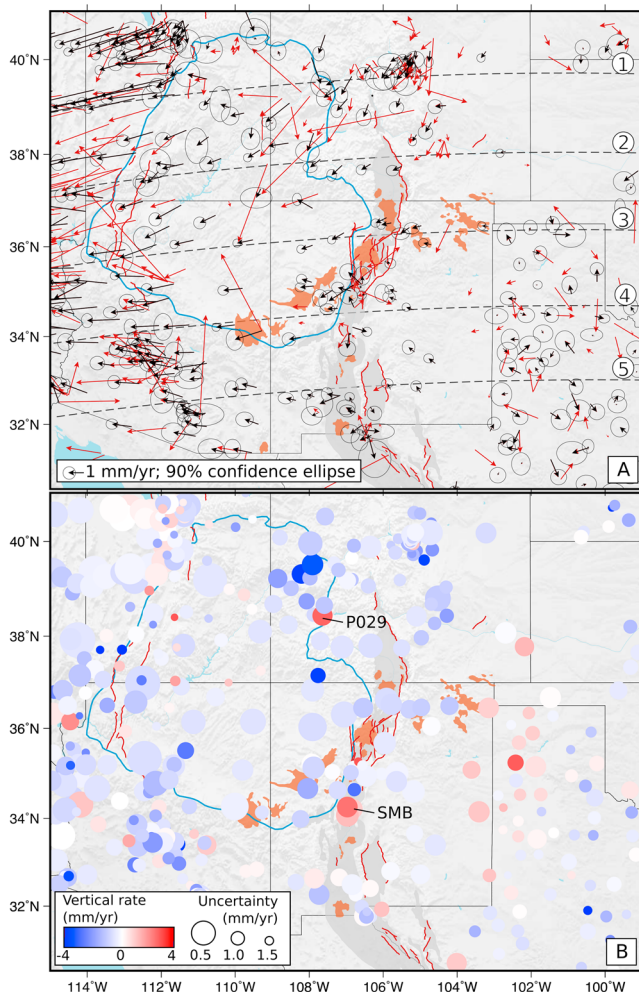 40°N
①
38°N
②
36°N
③
④
34°N
⑤
32°N
1 mm/yr; 90% confidence ellipse
A
40°N
P029
38°N
36°N
34°N
SMB
Vertical rate
(mm/yr)
-4 0 4
Uncertainty
(mm/yr)
0.5 1.0 1.5
32°N
B
114°W 112°W 110°W 108°W 106°W 104°W 102°W 100°W